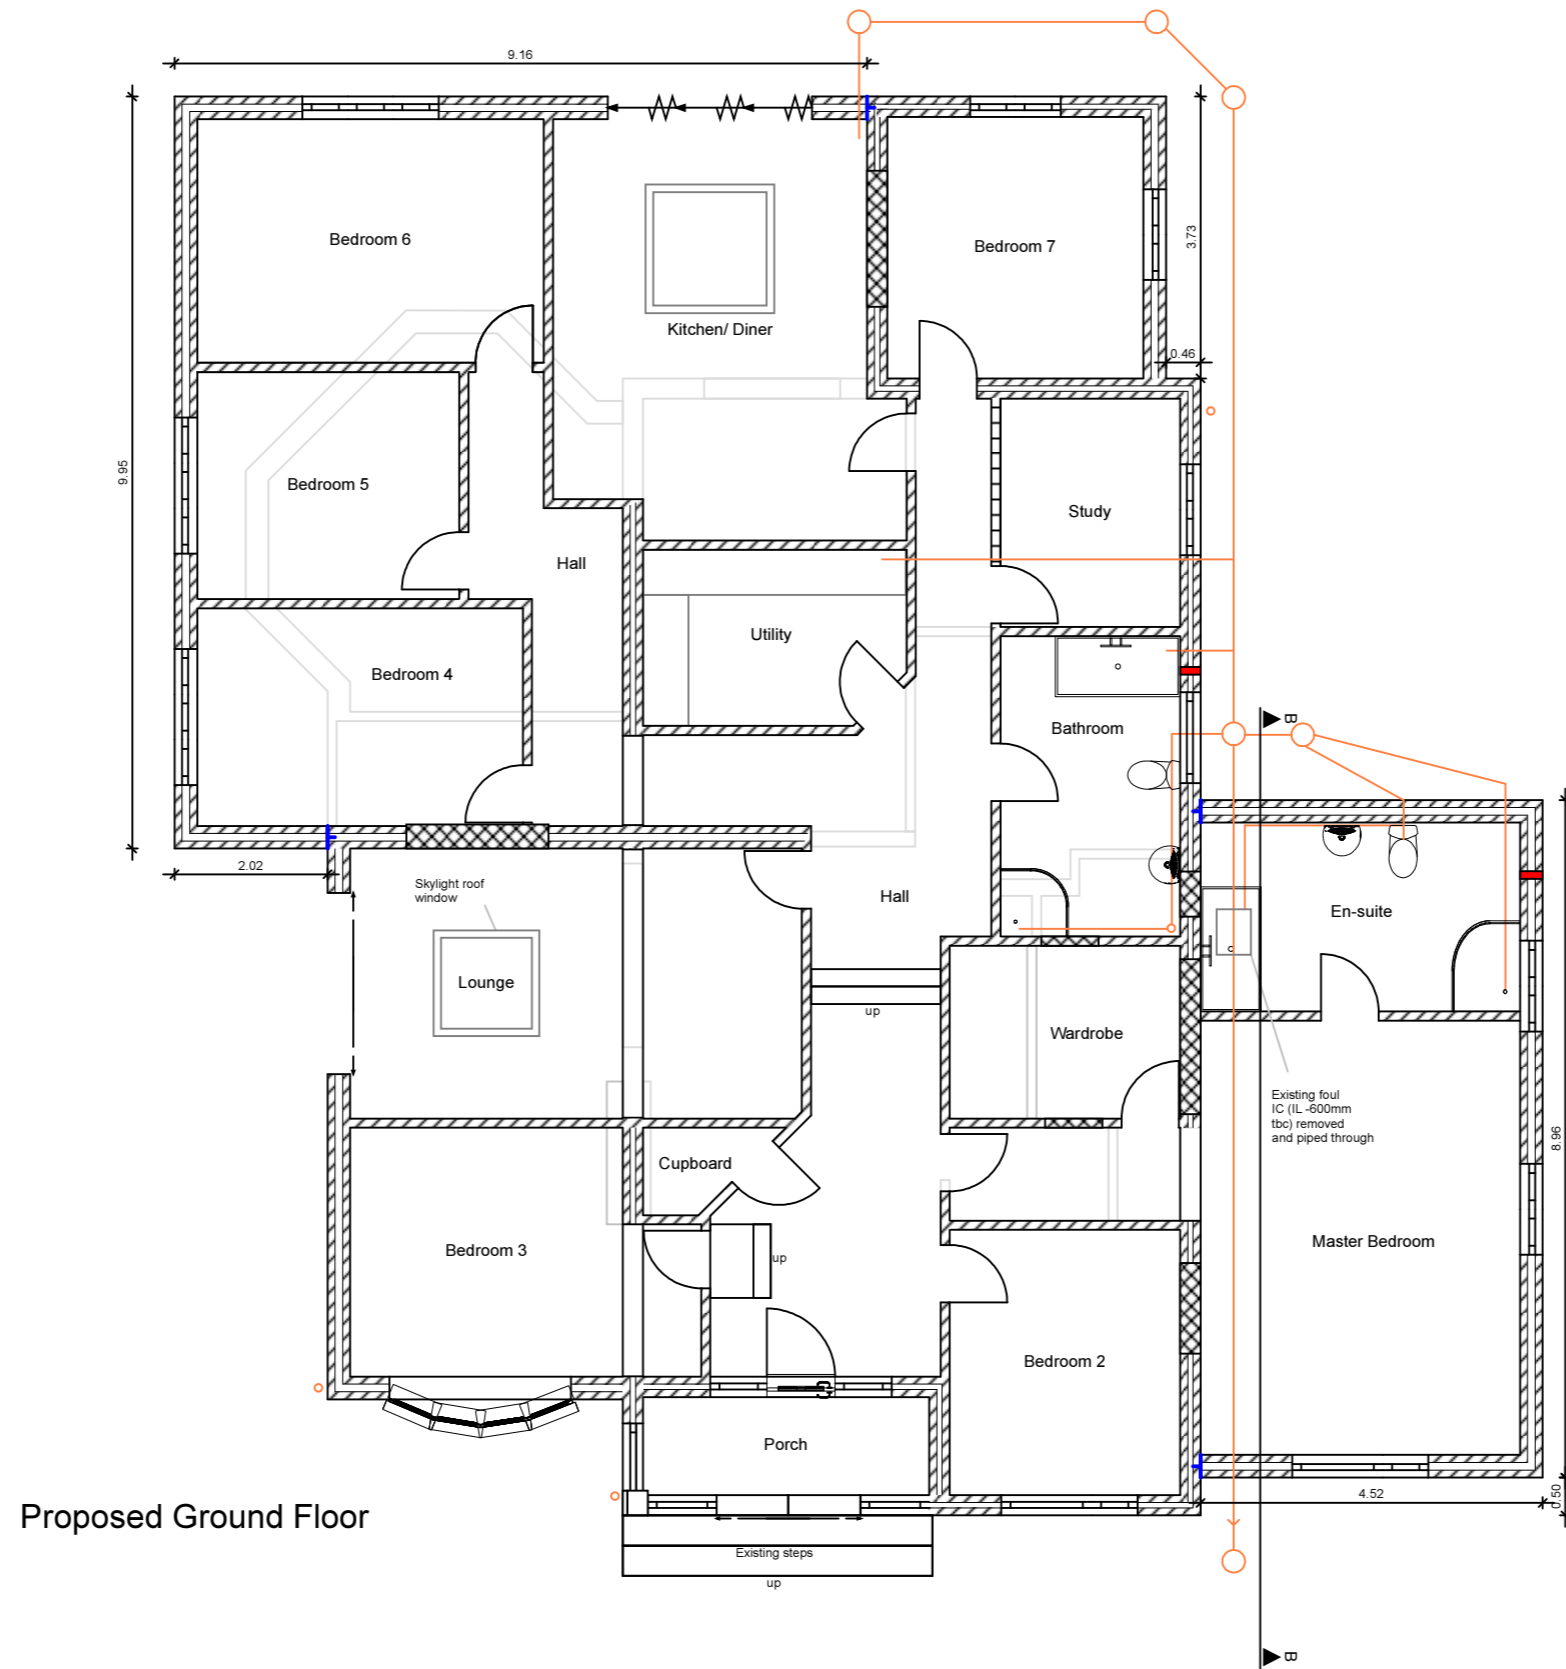 9.16
9.95
3.73
0.46
Bedroom 6
Bedroom 7
Kitchen/ Diner
Bedroom 5
Study
Hall
Utility
Bedroom 4
B
Bathroom
2.02
Skylight roof
window
Hall
En-suite
Lounge
up
Wardrobe
Existing foul
IC (IL -600mm
tbc) removed
and piped through
8.96
Cupboard
Bedroom 3
up
Master Bedroom
Bedroom 2
Porch
4.52
0.50
Proposed Ground Floor
Existing steps
up
B